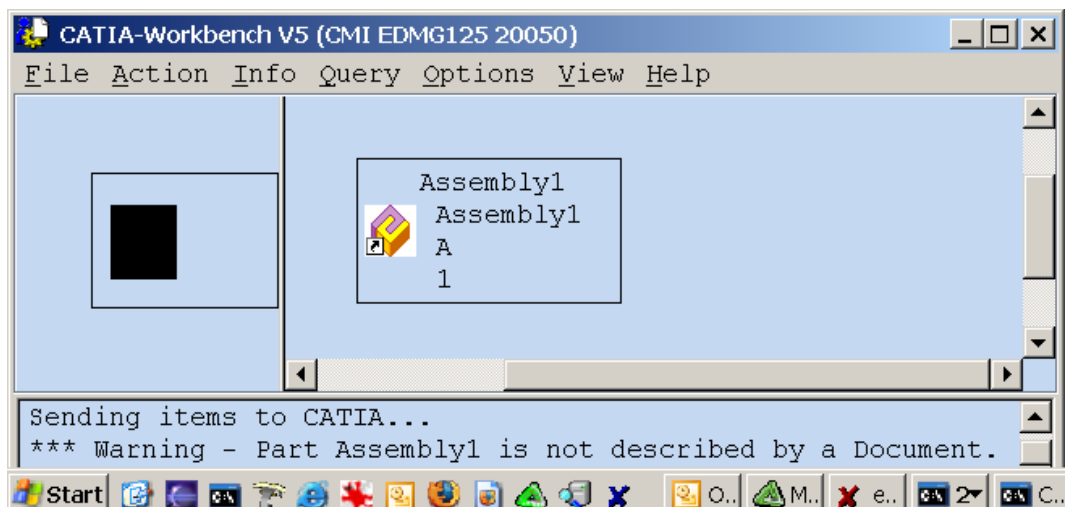 CATIA-Workbench V5 (CMI EDMG125 20050)
File Action Info Query Options View Help
Assembly1
Assembly1
A
1
Sending items to CATIA...
*** Warning - Part Assembly1 is not described by a Document.
Start O.. M.. e.. 2 C..